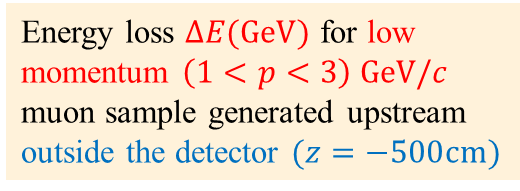 Energy loss ΔE(GeV) for low
momentum (1 < p < 3) GeV/c
muon sample generated upstream
outside the detector (z = −500cm)